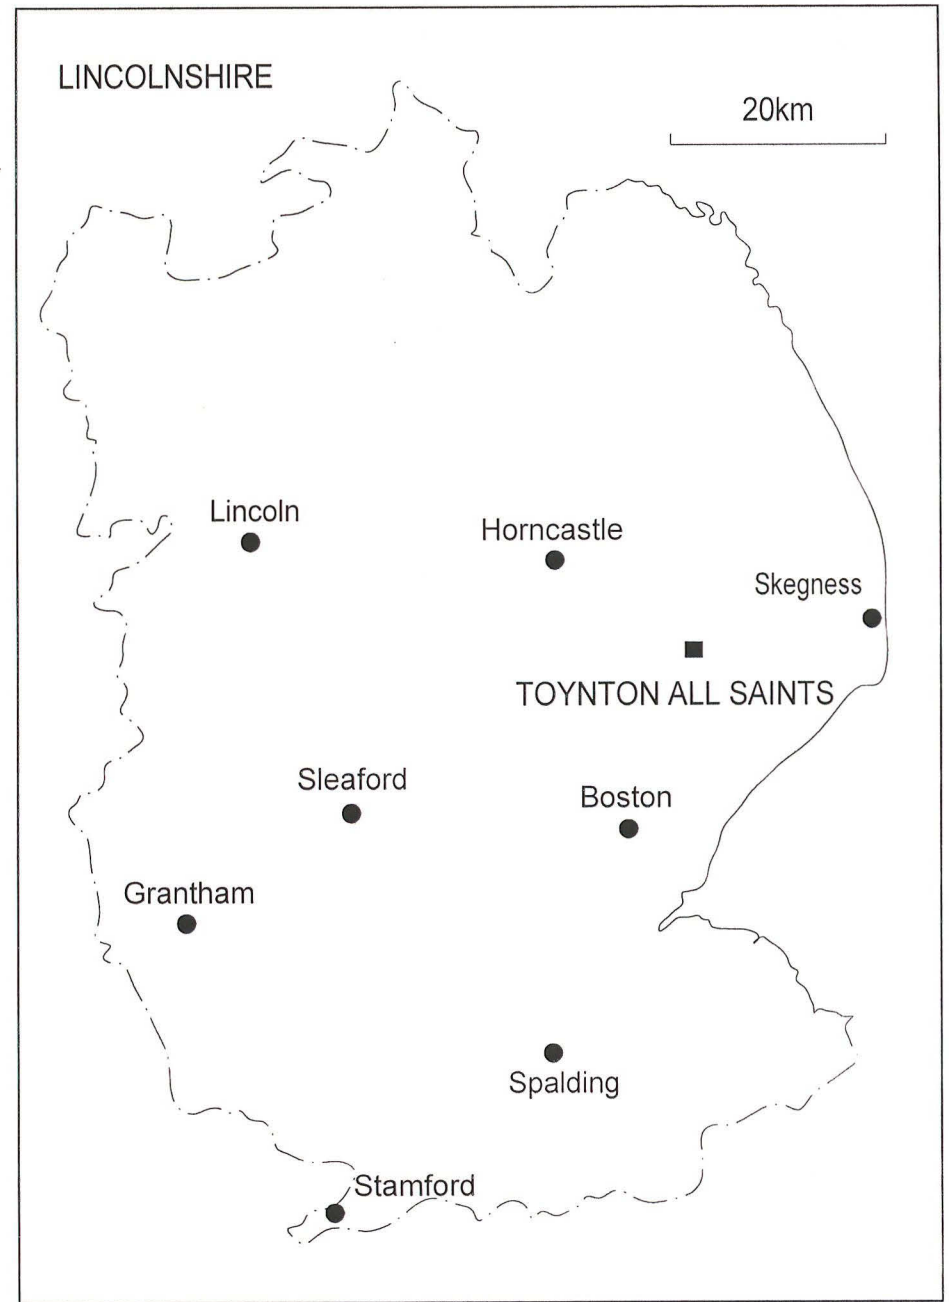 LINCOLNSHIRE
20km
Lincoln
Horncastle
Skegness
TOYNTON ALL SAINTS
Sleaford
Boston
Grantham
Spalding
Stamford